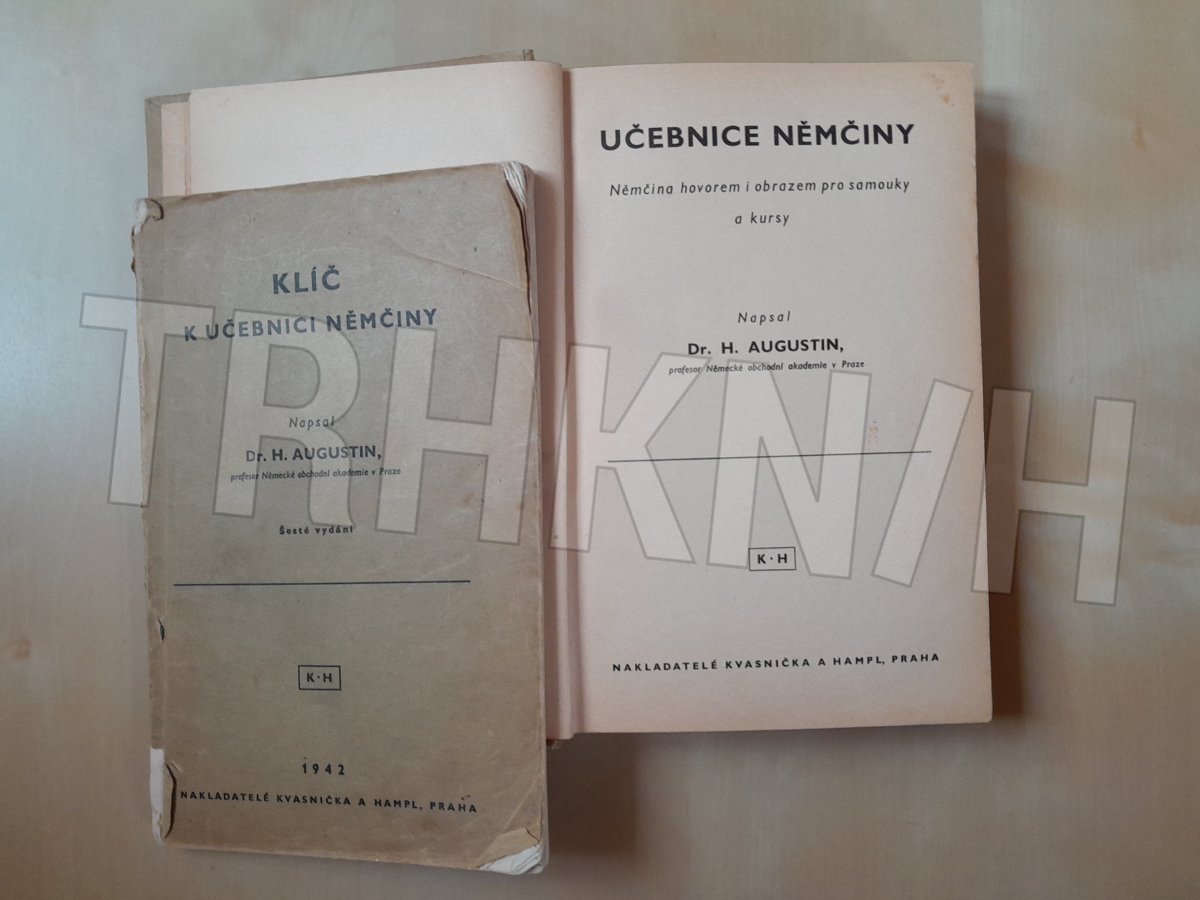 KLÍČ
K UČEBNICI NĚMČINY
Napsal
Dr. H. AUGUSTIN,
profesor Německé obchodní akademie v Praze
Šesté vydání
K·H
1942
NAKLADATELÉ KVASNIČKA A HAMPL, PRAHA
UČEBNICE NĚMČINY
Němčina hovorem i obrazem pro samouky
a kursy
Napsal
Dr. H. AUGUSTIN,
profesor Německé obchodní akademie v Praze
K·H
NAKLADATELÉ KVASNIČKA A HAMPL, PRAHA
TRHKNIH